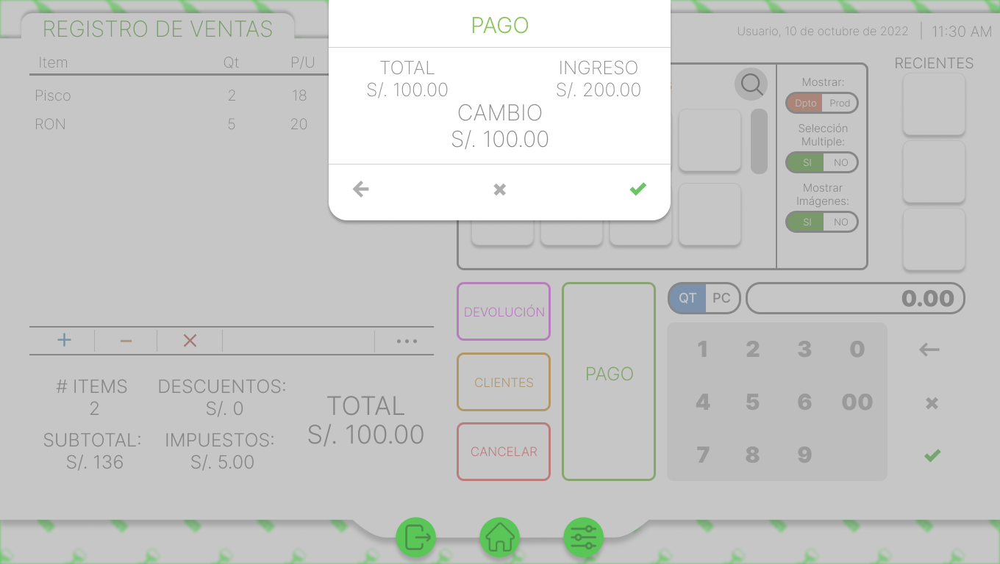 REGISTRO DE VENTAS
Usuario, 10 de octubre de 2022
11:30 AM
Item Qt P/U
Pisco 2 18
RON 5 20
PAGO
TOTAL
S/. 100.00
INGRESO
S/. 200.00
CAMBIO
S/. 100.00
Mostrar:
Dpto Prod
Selección
Multiple:
SI NO
Mostrar
Imágenes:
SI NO
RECIENTES
# ITEMS
2
DESCUENTOS:
S/. 0
SUBTOTAL:
S/. 136
IMPUESTOS:
S/. 5.00
TOTAL
S/. 100.00
DEVOLUCIÓN
CLIENTES
CANCELAR
PAGO
QT PC
0.00
1 2 3 0
4 5 6 00
7 8 9